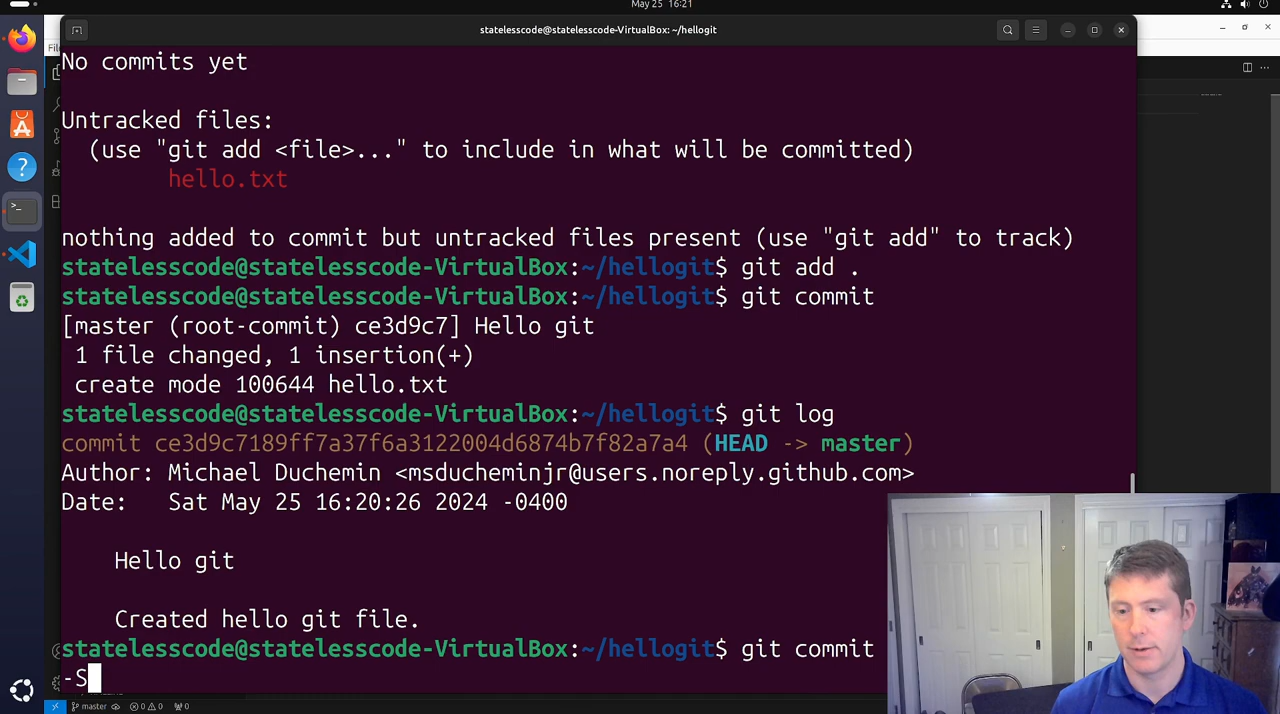 May 25 16:21
statelesscode@statelesscode-VirtualBox: ~/hellogit
No commits yet
Untracked files:
(use "git add <file>..." to include in what will be committed)
hello.txt
nothing added to commit but untracked files present (use "git add" to track)
statelesscode@statelesscode-VirtualBox:~/hellogit$ git add .
statelesscode@statelesscode-VirtualBox:~/hellogit$ git commit
[master (root-commit) ce3d9c7] Hello git
1 file changed, 1 insertion(+)
create mode 100644 hello.txt
statelesscode@statelesscode-VirtualBox:~/hellogit$ git log
commit ce3d9c7189ff7a37f6a3122004d6874b7f82a7a4 (HEAD -> master)
Author: Michael Duchemin <msducheminjr@users.noreply.github.com>
Date: Sat May 25 16:20:26 2024 -0400
Hello git
Created hello git file.
statelesscode@statelesscode-VirtualBox:~/hellogit$ git commit
-S
master 0 0 0